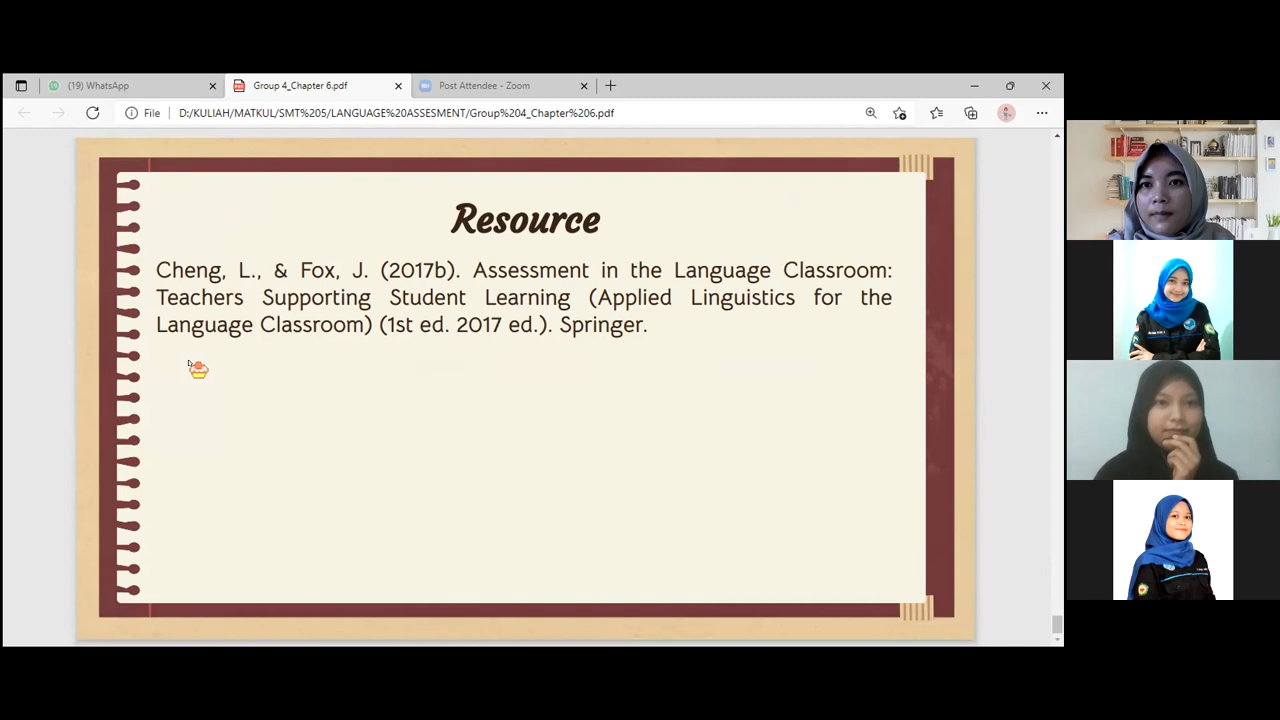 (19) WhatsApp
Group 4_Chapter 6.pdf
Post Attendee - Zoom
File
D:/KULIAH/MATKUL/SMT%205/LANGUAGE%20ASSESMENT/Group%204_Chapter%206.pdf
Resource
Cheng, L., & Fox, J. (2017b). Assessment in the Language Classroom:
Teachers Supporting Student Learning (Applied Linguistics for the
Language Classroom) (1st ed. 2017 ed.). Springer.